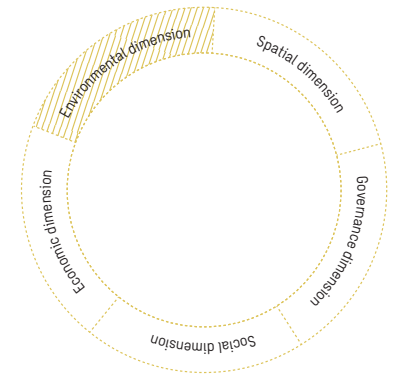 Environmental dimension
Spatial dimension
Governance dimension
Social dimension
Economic dimension